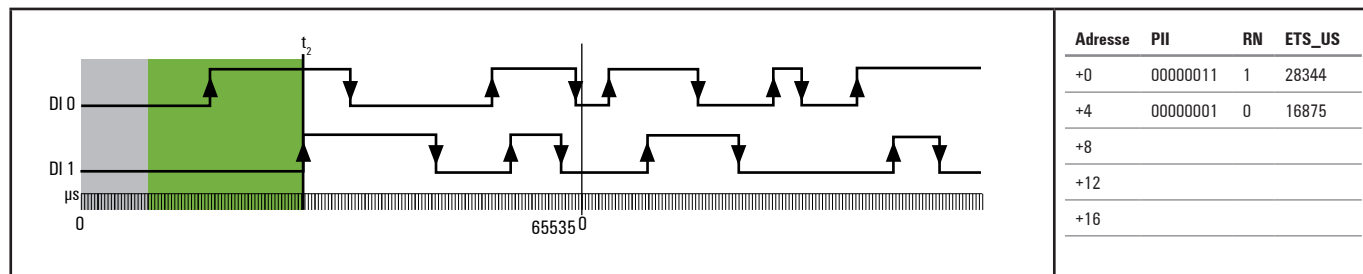 t2
DI 0
DI 1
µs
0
65535 0
Adresse PII RN ETS_US
+0 00000011 1 28344
+4 00000001 0 16875
+8
+12
+16